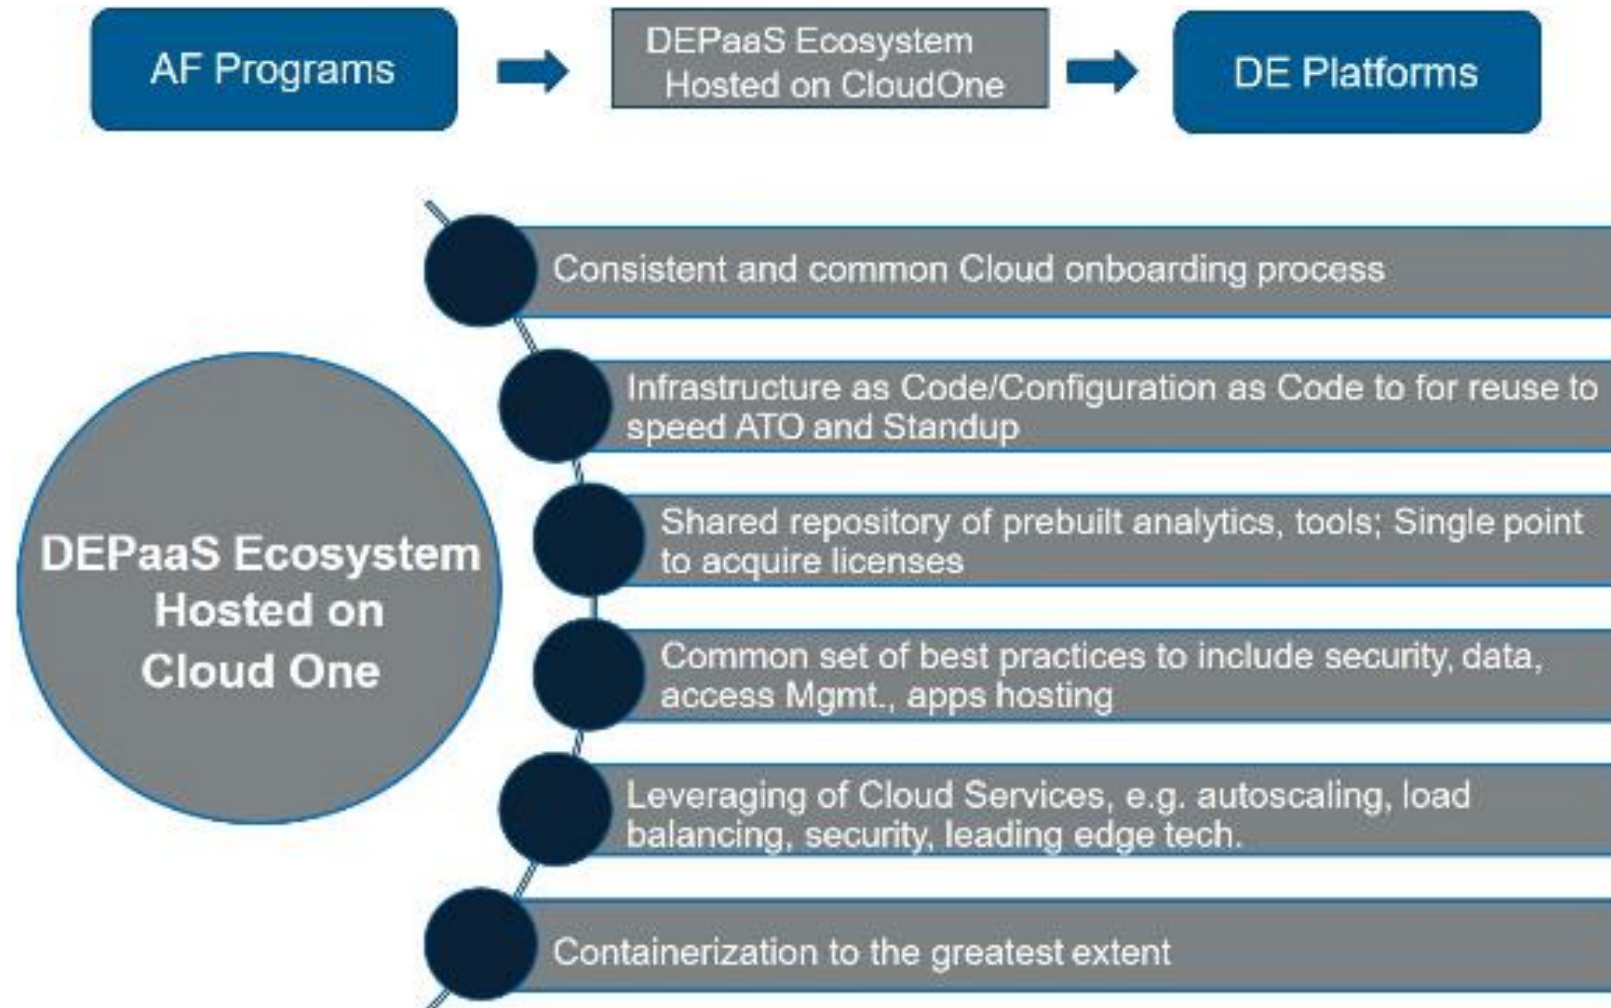 AF Programs
DEPaaS Ecosystem
Hosted on CloudOne
DE Platforms
Consistent and common Cloud onboarding process
Infrastructure as Code/Configuration as Code to for reuse to
speed ATO and Standup
Shared repository of prebuilt analytics, tools; Single point
to acquire licenses
DEPaaS Ecosystem
Hosted on
Cloud One
Common set of best practices to include security, data,
access Mgmt., apps hosting
Leveraging of Cloud Services, e.g. autoscaling, load
balancing, security, leading edge tech.
Containerization to the greatest extent